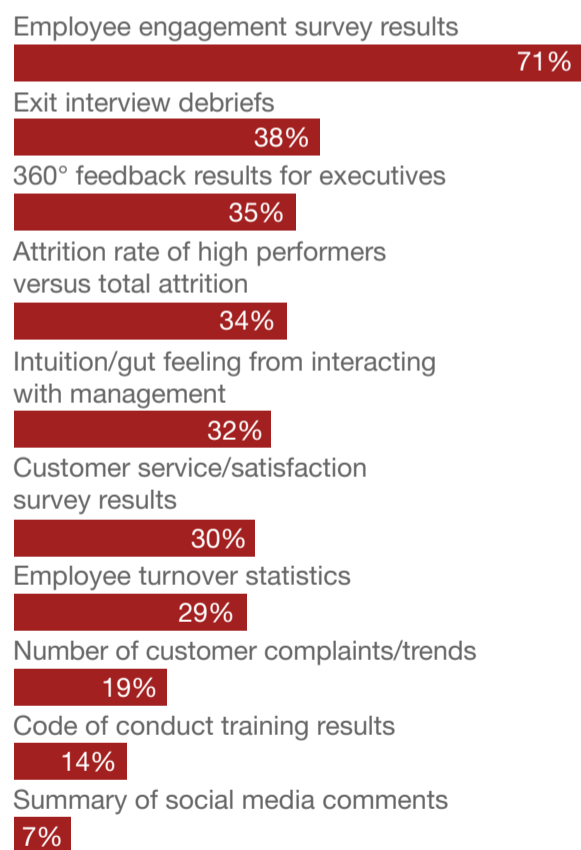 Employee engagement survey results
71%
Exit interview debriefs
38%
360° feedback results for executives
35%
Attrition rate of high performers
versus total attrition
34%
Intuition/gut feeling from interacting
with management
32%
Customer service/satisfaction
survey results
30%
Employee turnover statistics
29%
Number of customer complaints/trends
19%
Code of conduct training results
14%
Summary of social media comments
7%